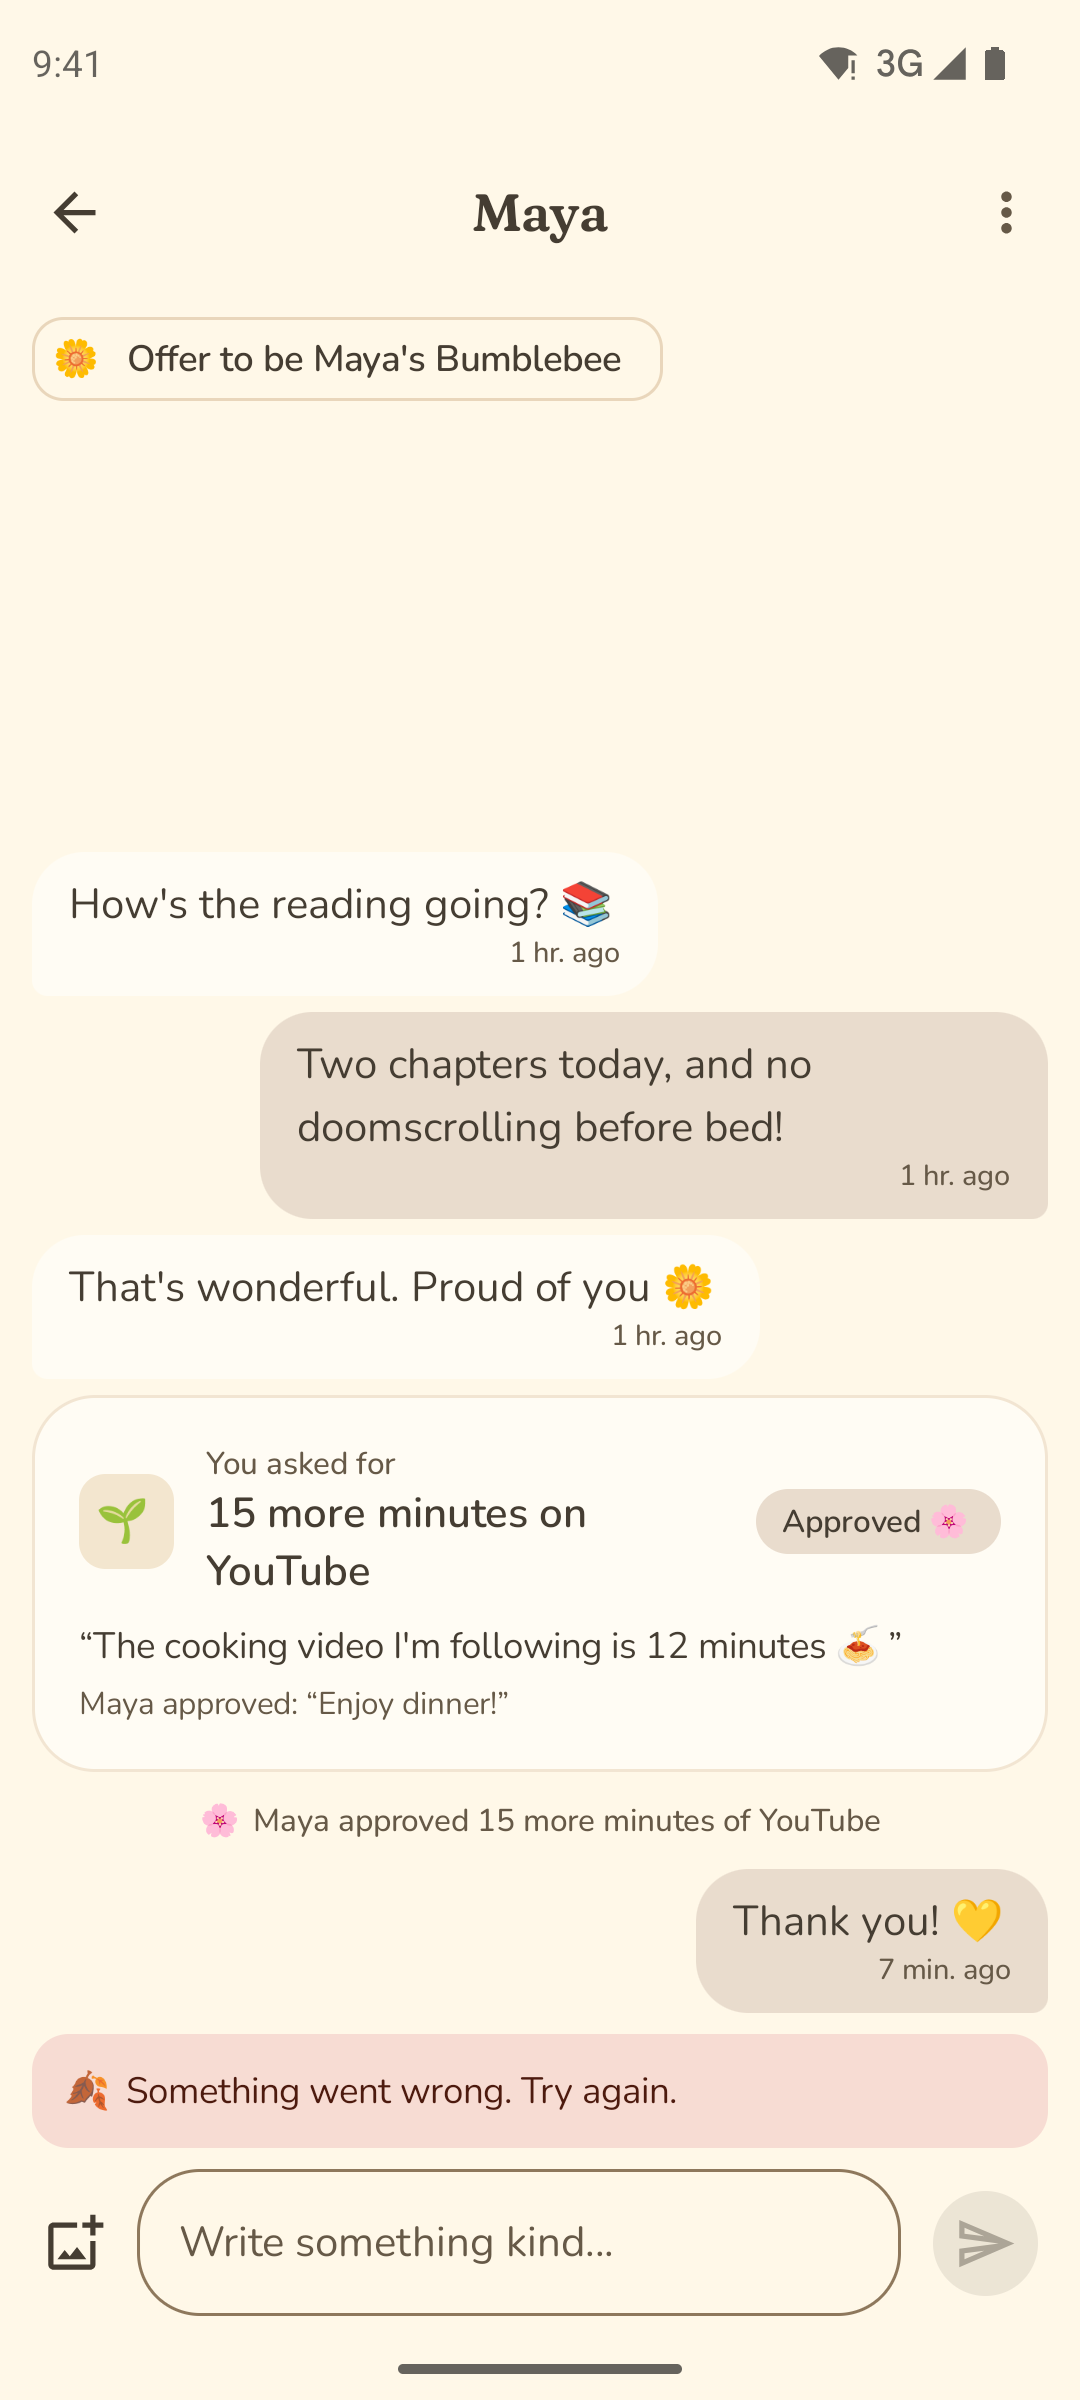 9:41
3G
Maya
🌼 Offer to be Maya's Bumblebee
How's the reading going? 📚
1 hr. ago
Two chapters today, and no
doomscrolling before bed!
1 hr. ago
That's wonderful. Proud of you 🌼
1 hr. ago
You asked for
15 more minutes on
YouTube
Approved 🌸
“The cooking video I'm following is 12 minutes 🍝”
Maya approved: “Enjoy dinner!”
🌸 Maya approved 15 more minutes of YouTube
Thank you! 💛
7 min. ago
🍂 Something went wrong. Try again.
Write something kind...